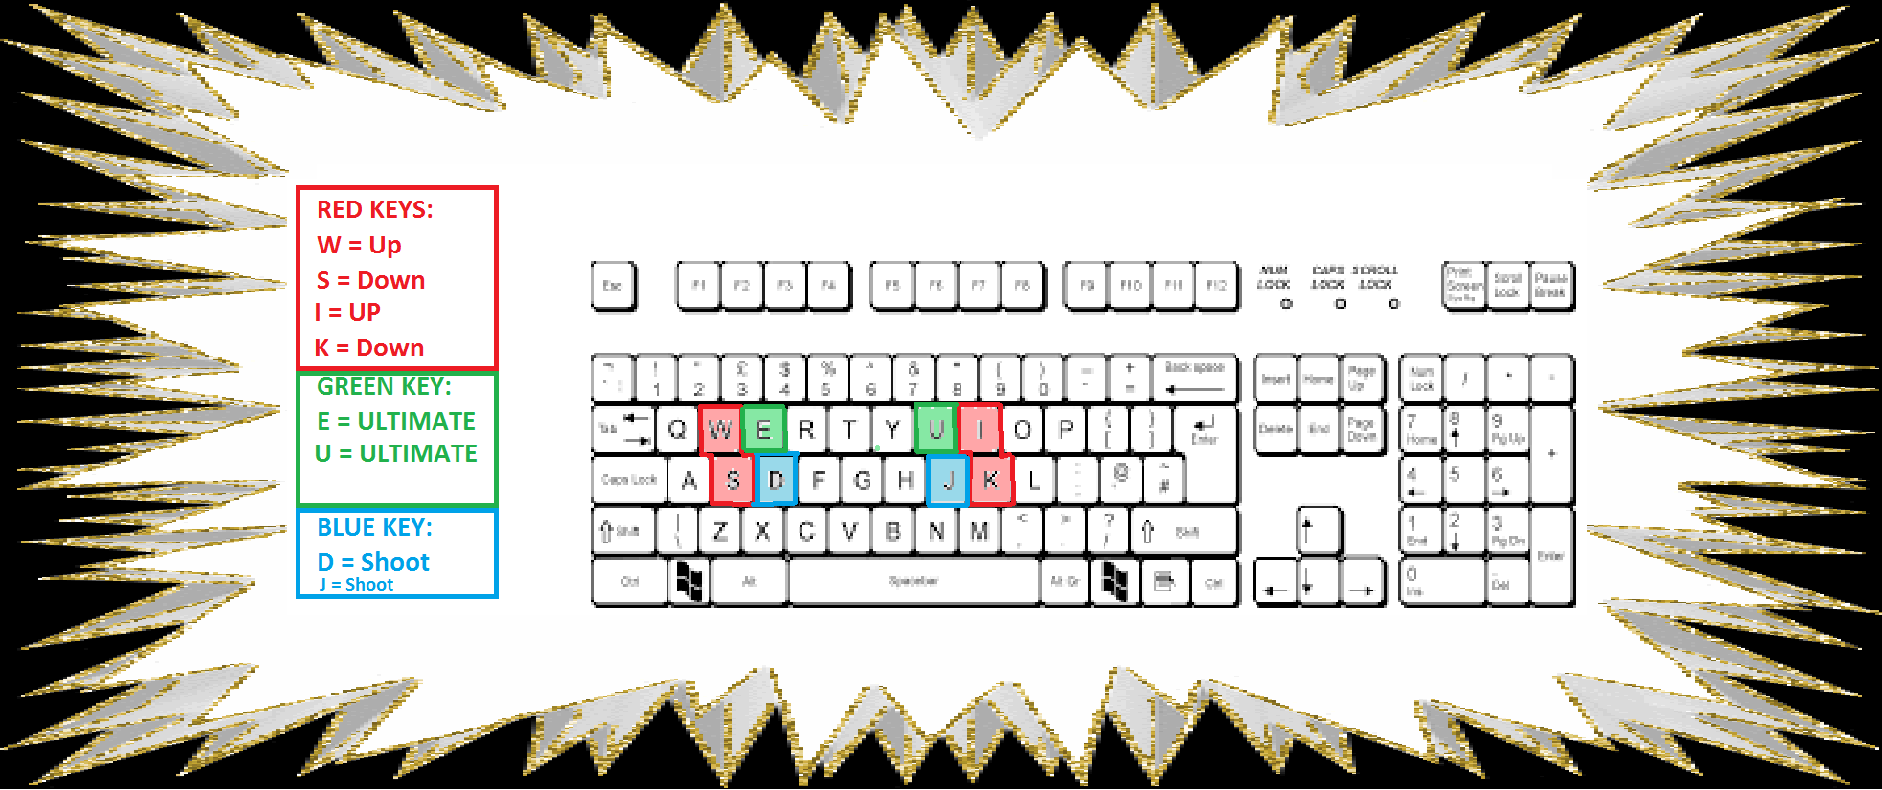 RED KEYS:
W = Up
S = Down
I = UP
K = Down
GREEN KEY:
E = ULTIMATE
U = ULTIMATE
BLUE KEY:
D = Shoot
J = Shoot
Esc F1 F2 F3 F4 F5 F6 F7 F8 F9 F10 F11 F12
NUM LOCK CAPS LOCK SCROLL LOCK
Print Screen Scroll Lock Pause Break
! " £ $ % ^ & * ( ) _ + Back space
1 2 3 4 5 6 7 8 9 0 - =
Insert Home Page Up Num Lock /
Tab Q W E R T Y U I O P { [ } ] Enter
Delete End Page Down 7 Home 8 9 Pg Up +
Caps Lock A S D F G H J K L : ; @ ' ~ #
4 5 6
Shift | \ Z X C V B N M < , > . ? / Shift
1 End 2 3 Pg Dn Enter
Ctrl Alt Spacebar Alt Gr Ctrl
0 Ins . Del